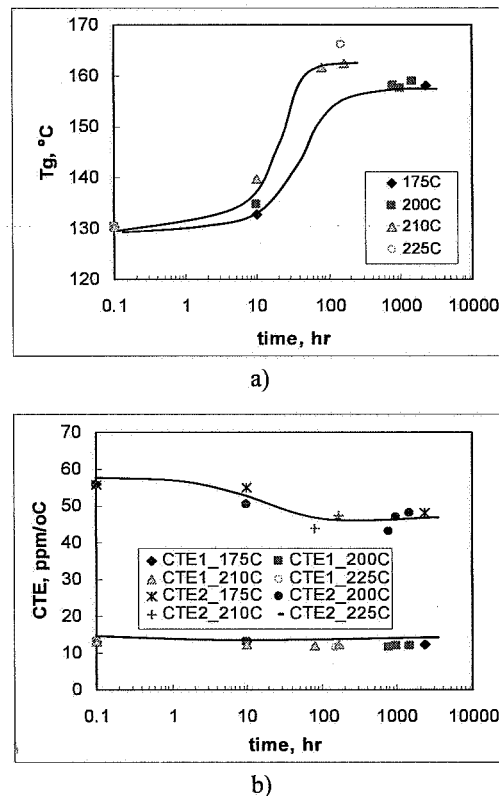 170
160
150
140
130
120
Tg, °C
175C
200C
210C
225C
0.1 1 10 100 1000 10000
time, hr
a)
70
60
50
40
30
20
10
0
CTE, ppm/oC
CTE1_175C CTE1_200C
CTE1_210C CTE1_225C
CTE2_175C CTE2_200C
CTE2_210C CTE2_225C
0.1 1 10 100 1000 10000
time, hr
b)